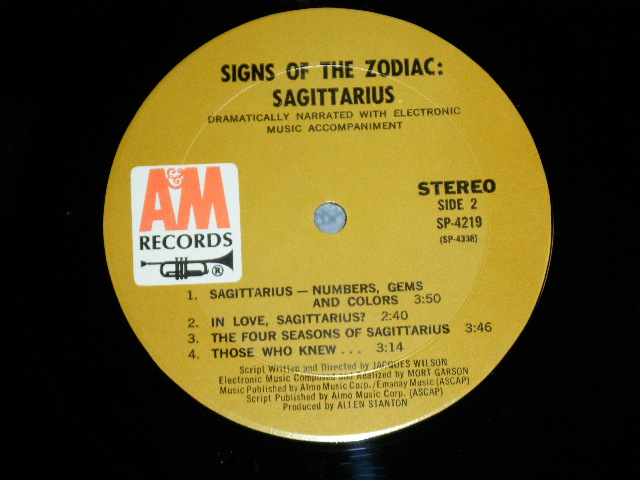 SIGNS OF THE ZODIAC:
SAGITTARIUS
DRAMATICALLY NARRATED WITH ELECTRONIC
MUSIC ACCOMPANIMENT
A&M
RECORDS
®
STEREO
SIDE 2
SP-4219
(SP-4338)
1. SAGITTARIUS — NUMBERS, GEMS
AND COLORS 3:50
2. IN LOVE, SAGITTARIUS? 2:40
3. THE FOUR SEASONS OF SAGITTARIUS 3:46
4. THOSE WHO KNEW . . . 3:14
Script Written and Directed by JACQUES WILSON
Electronic Music Composed and Realized by MORT GARSON
Music Published by Almo Music Corp./Emanay Music (ASCAP)
Script Published by Almo Music Corp. (ASCAP)
Produced by ALLEN STANTON